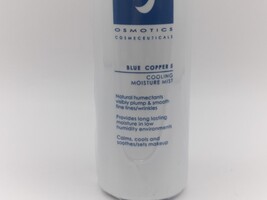 OSMOTICS
COSMECEUTICALS
BLUE COPPER 5
COOLING
MOISTURE MIST
Natural humectants
visibly plump & smooth
fine lines/wrinkles
Provides long lasting
moisture in low
humidity environments
Calms, cools and
soothes/sets makeup